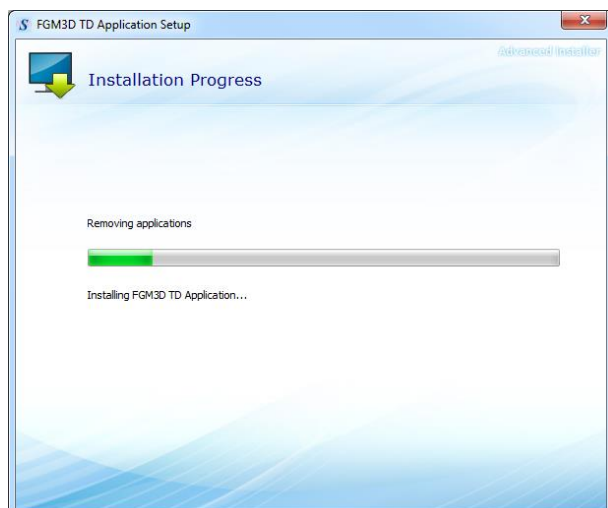 FGM3D TD Application Setup
Advanced Installer
Installation Progress
Removing applications
Installing FGM3D TD Application...